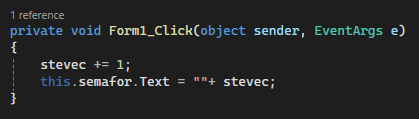 1 reference
private void Form1_Click(object sender, EventArgs e)
{
stevec += 1;
this.semafor.Text = ""+ stevec;
}